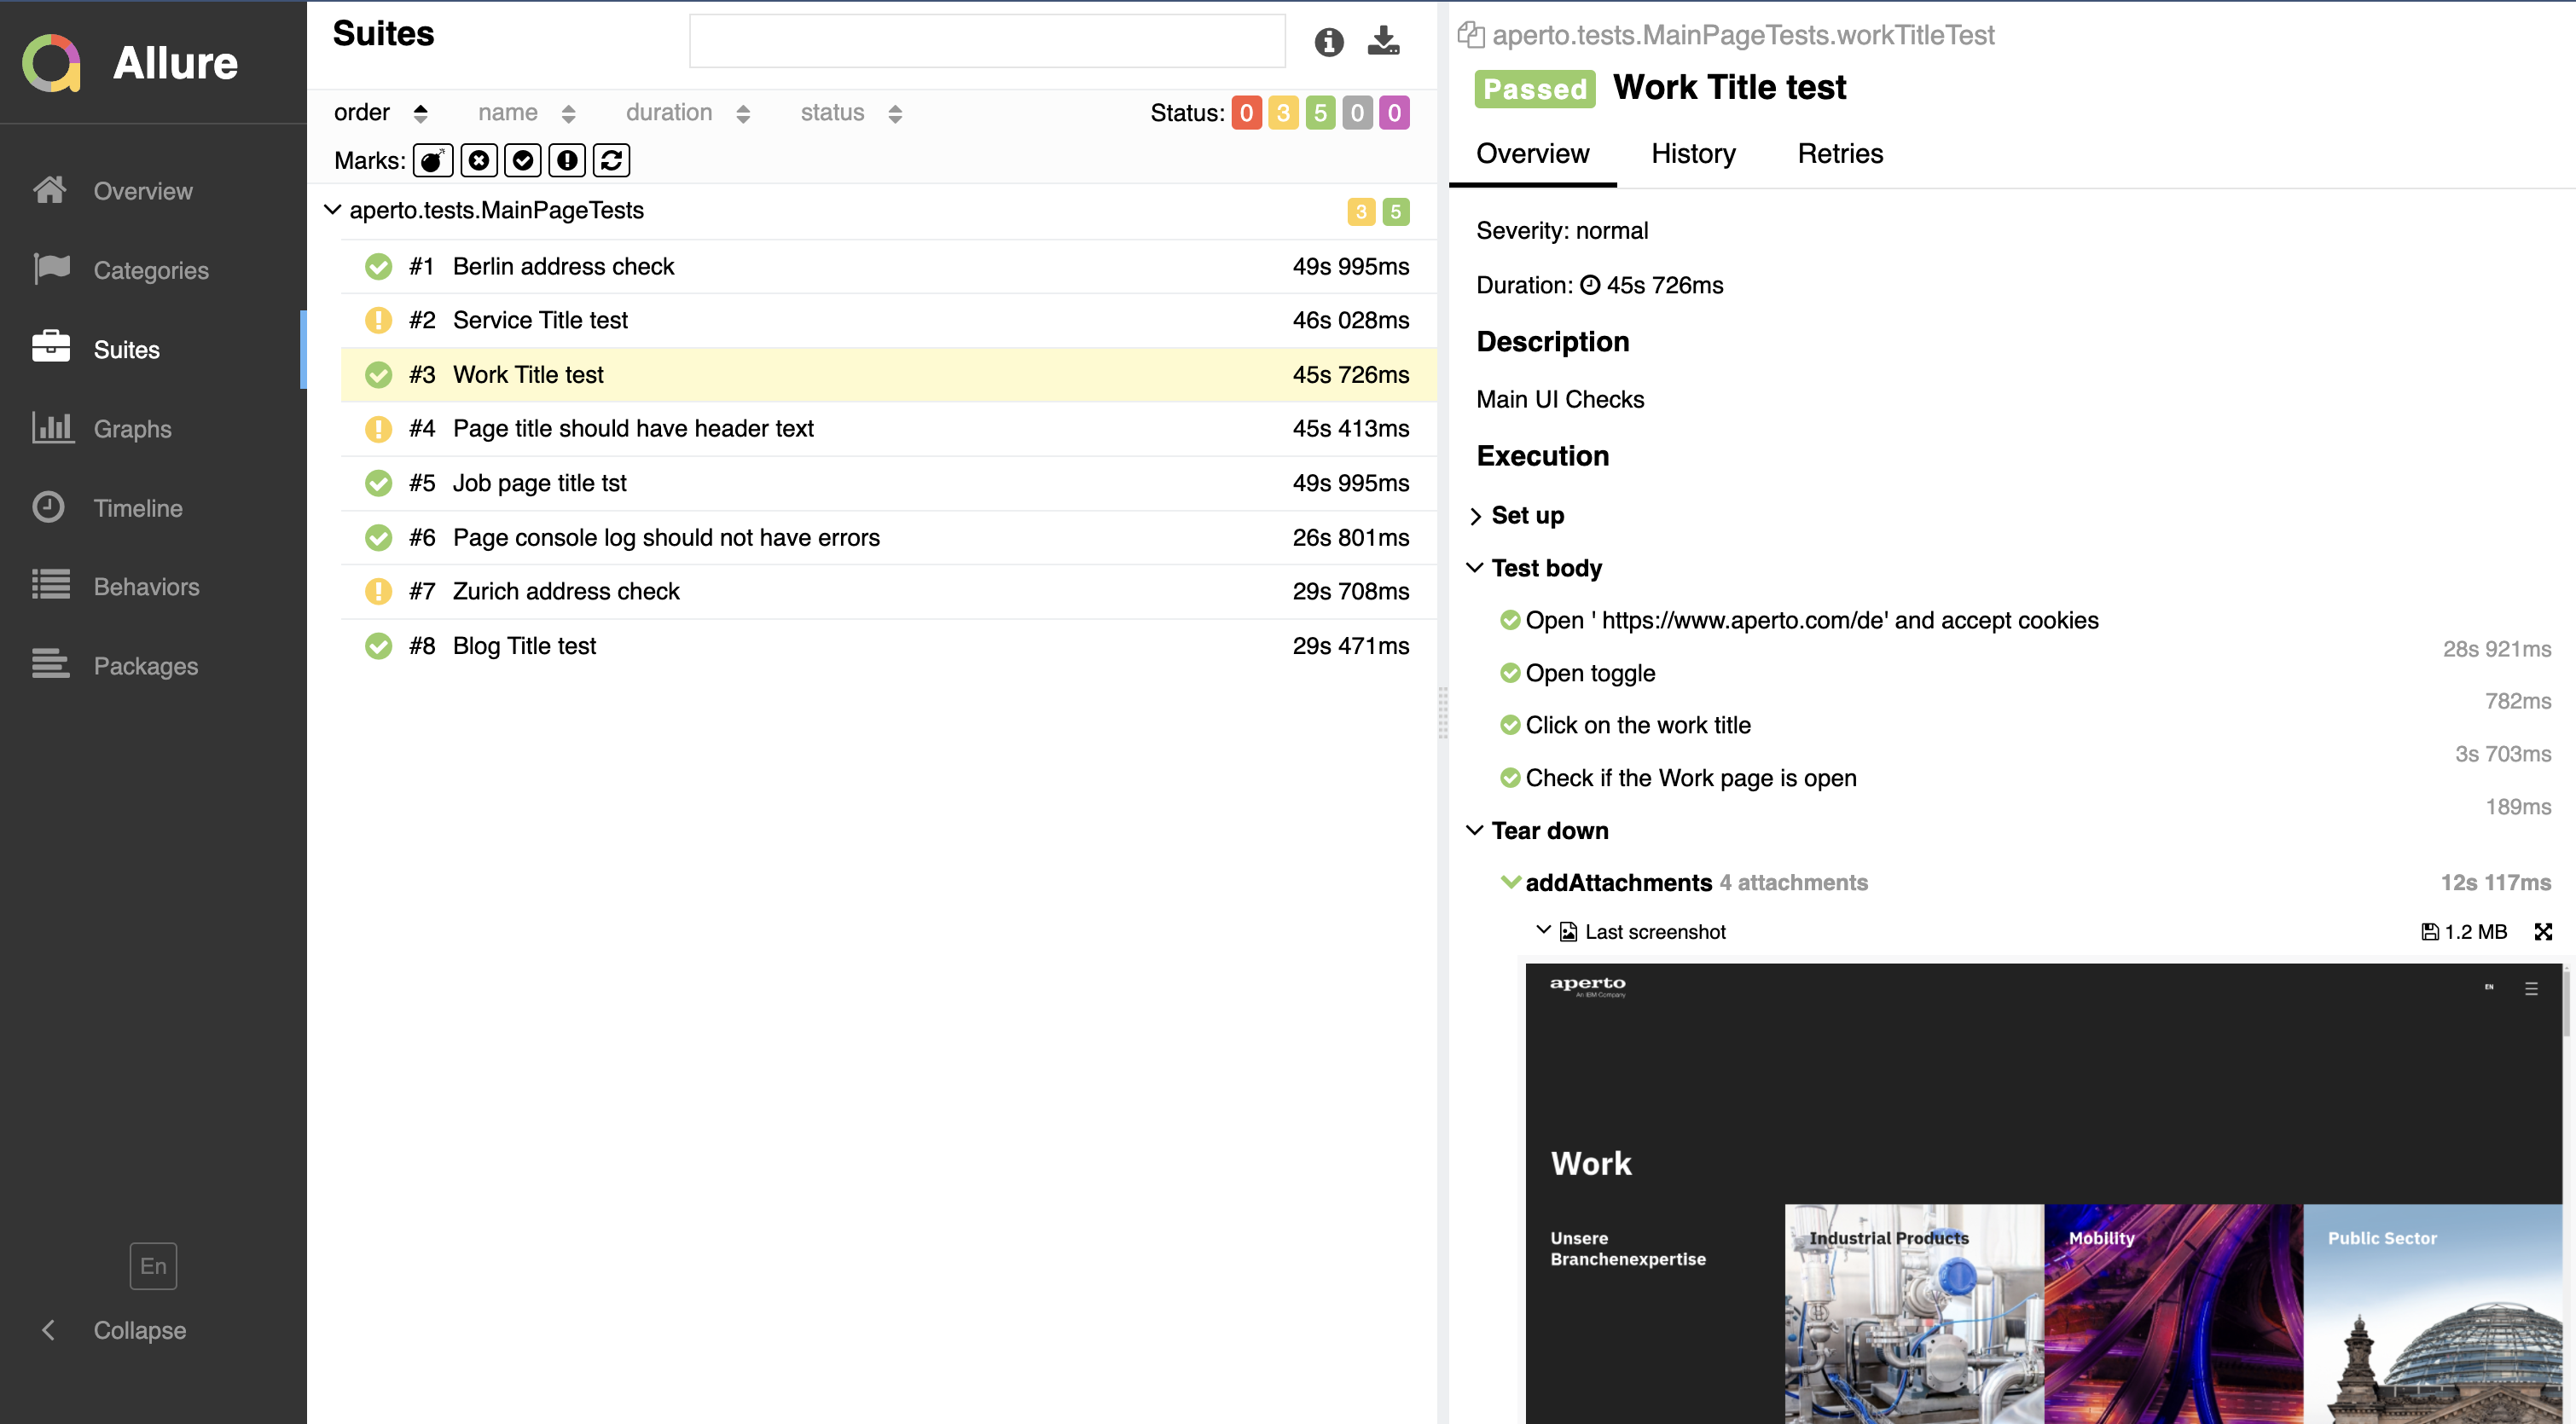 Allure
Overview
Categories
Suites
Graphs
Timeline
Behaviors
Packages
En
Collapse
Suites
order name duration status
Status: 0 3 5 0 0
Marks:
aperto.tests.MainPageTests 3 5
#1 Berlin address check 49s 995ms
#2 Service Title test 46s 028ms
#3 Work Title test 45s 726ms
#4 Page title should have header text 45s 413ms
#5 Job page title tst 49s 995ms
#6 Page console log should not have errors 26s 801ms
#7 Zurich address check 29s 708ms
#8 Blog Title test 29s 471ms
aperto.tests.MainPageTests.workTitleTest
Passed Work Title test
Overview History Retries
Severity: normal
Duration: 45s 726ms
Description
Main UI Checks
Execution
Set up
Test body
Open ' https://www.aperto.com/de' and accept cookies
28s 921ms
Open toggle
782ms
Click on the work title
3s 703ms
Check if the Work page is open
189ms
Tear down
addAttachments 4 attachments 12s 117ms
Last screenshot 1.2 MB
aperto
An IBM Company
EN
Work
Unsere
Branchenexpertise
Industrial Products
Mobility
Public Sector